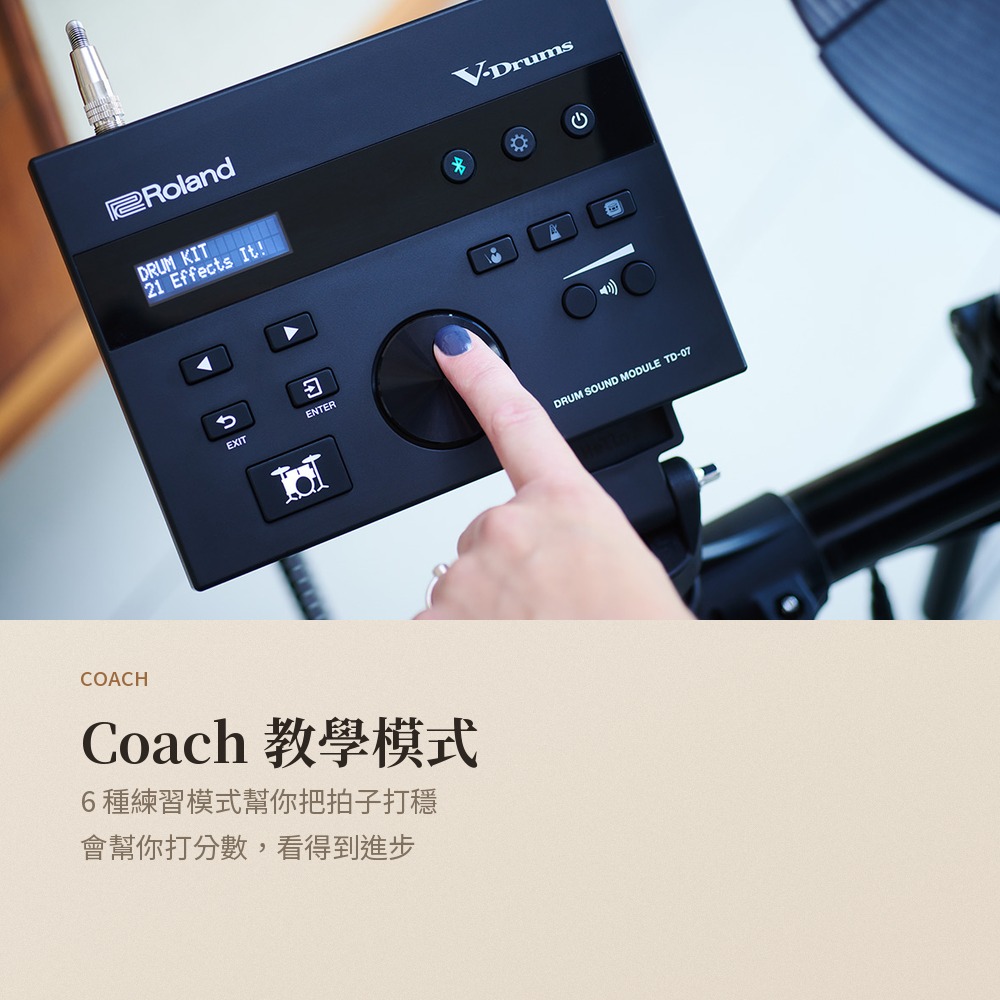 V-Drums
Roland
DRUM KIT
21 Effects It!
ENTER
EXIT
DRUM SOUND MODULE TD-07
COACH
Coach 教學模式
6 種練習模式幫你把拍子打穩
會幫你打分數，看得到進步